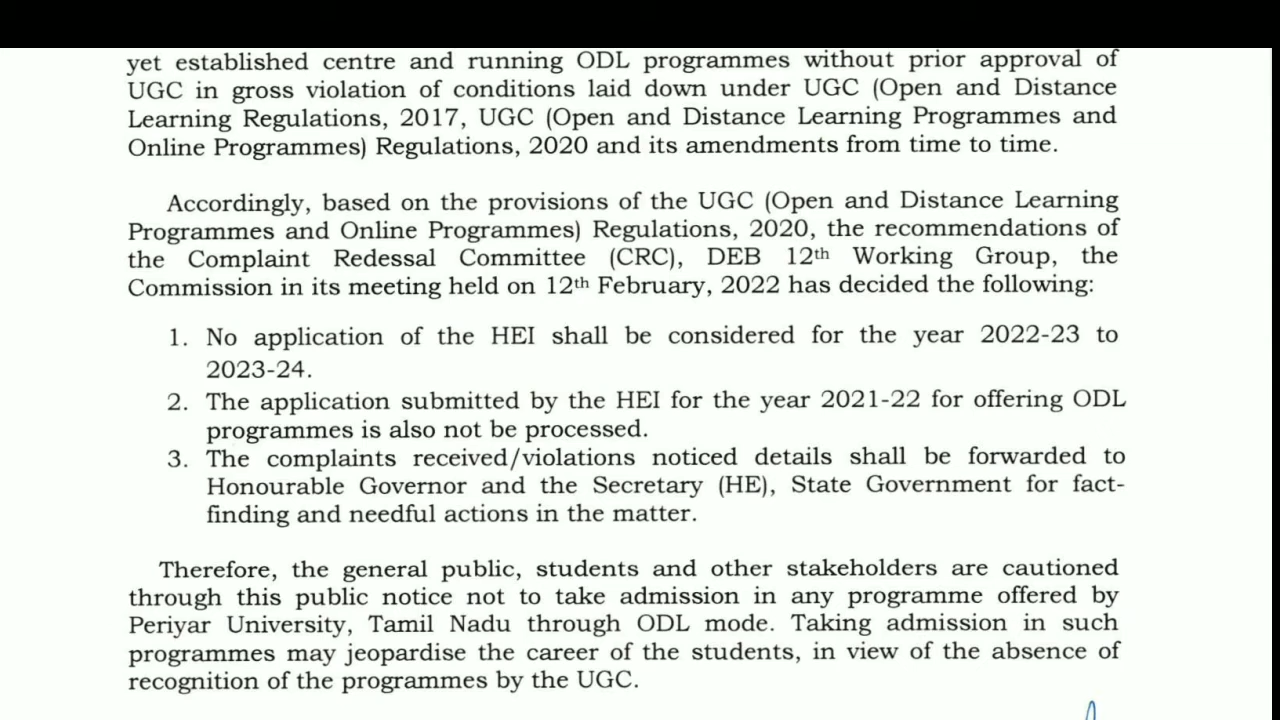 yet established centre and running ODL programmes without prior approval of
UGC in gross violation of conditions laid down under UGC (Open and Distance
Learning Regulations, 2017, UGC (Open and Distance Learning Programmes and
Online Programmes) Regulations, 2020 and its amendments from time to time.
Accordingly, based on the provisions of the UGC (Open and Distance Learning
Programmes and Online Programmes) Regulations, 2020, the recommendations of
the Complaint Redessal Committee (CRC), DEB 12th Working Group, the
Commission in its meeting held on 12th February, 2022 has decided the following:
1. No application of the HEI shall be considered for the year 2022-23 to
2023-24.
2. The application submitted by the HEI for the year 2021-22 for offering ODL
programmes is also not be processed.
3. The complaints received/violations noticed details shall be forwarded to
Honourable Governor and the Secretary (HE), State Government for fact-
finding and needful actions in the matter.
Therefore, the general public, students and other stakeholders are cautioned
through this public notice not to take admission in any programme offered by
Periyar University, Tamil Nadu through ODL mode. Taking admission in such
programmes may jeopardise the career of the students, in view of the absence of
recognition of the programmes by the UGC.